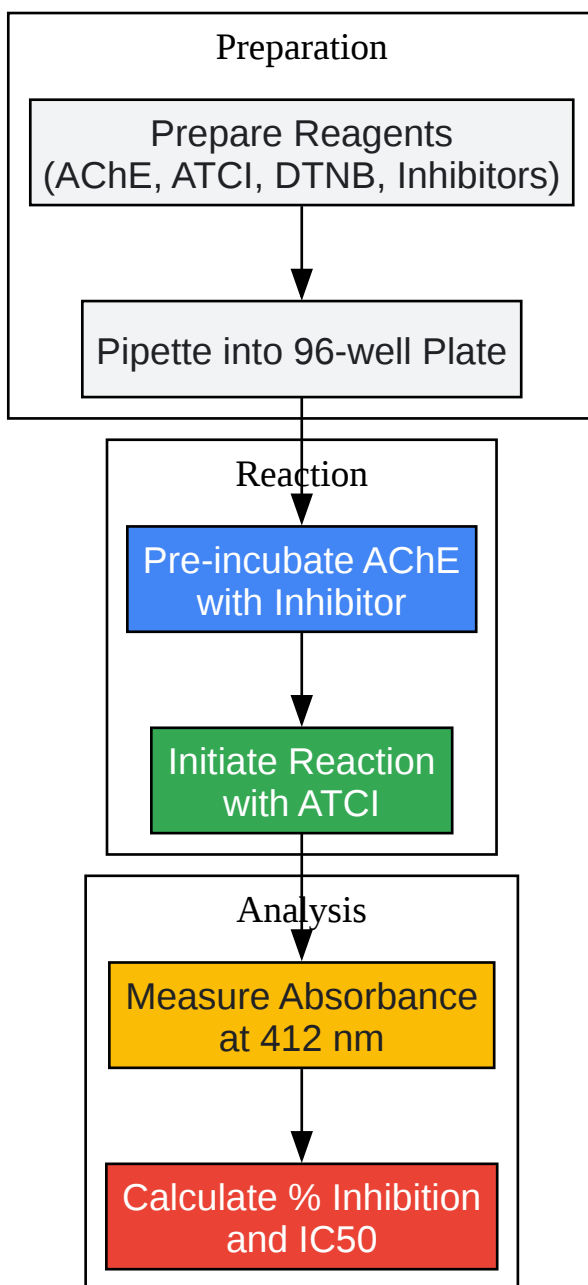 Preparation
Prepare Reagents
(AChE, ATCI, DTNB, Inhibitors)
Pipette into 96-well Plate
Reaction
Pre-incubate AChE
with Inhibitor
Initiate Reaction
with ATCI
Analysis
Measure Absorbance
at 412 nm
Calculate % Inhibition
and IC50